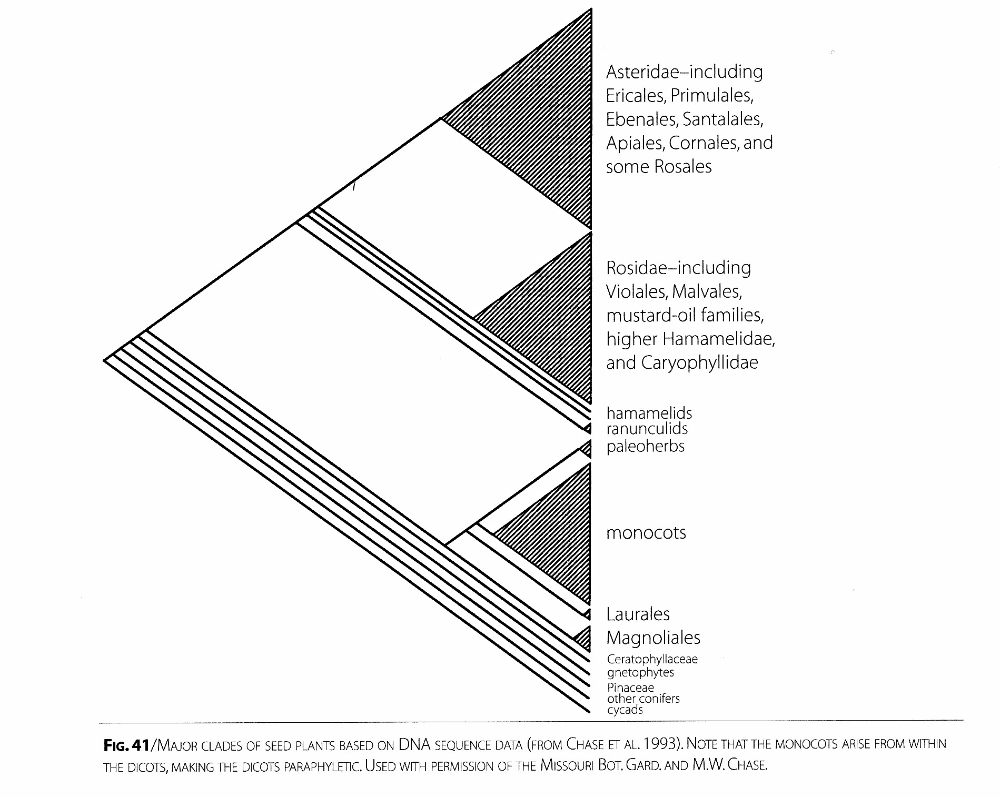 Asteridae–including
Ericales, Primulales,
Ebenales, Santalales,
Apiales, Cornales, and
some Rosales
Rosidae–including
Violales, Malvales,
mustard-oil families,
higher Hamamelidae,
and Caryophyllidae
hamamelids
ranunculids
paleoherbs
monocots
Laurales
Magnoliales
Ceratophyllaceae
gnetophytes
Pinaceae
other conifers
cycads
FIG. 41/MAJOR CLADES OF SEED PLANTS BASED ON DNA SEQUENCE DATA (FROM CHASE ET AL. 1993). NOTE THAT THE MONOCOTS ARISE FROM WITHIN
THE DICOTS, MAKING THE DICOTS PARAPHYLETIC. USED WITH PERMISSION OF THE MISSOURI BOT. GARD. AND M.W. CHASE.